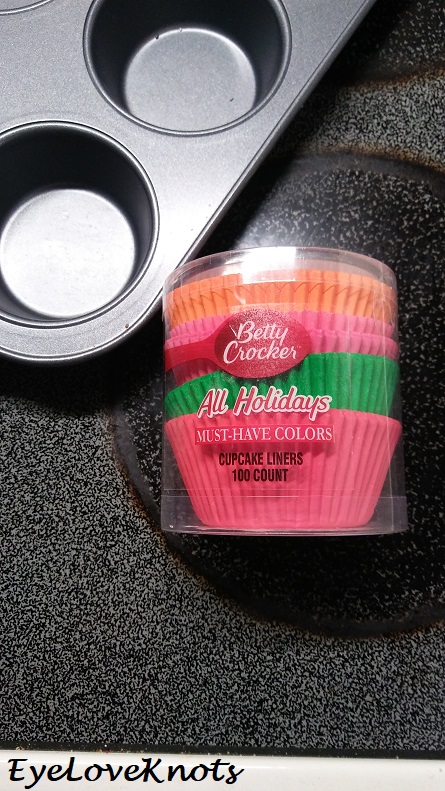 Betty
Crocker
All Holidays
MUST-HAVE COLORS
CUPCAKE LINERS
100 COUNT
EyeLoveKnots